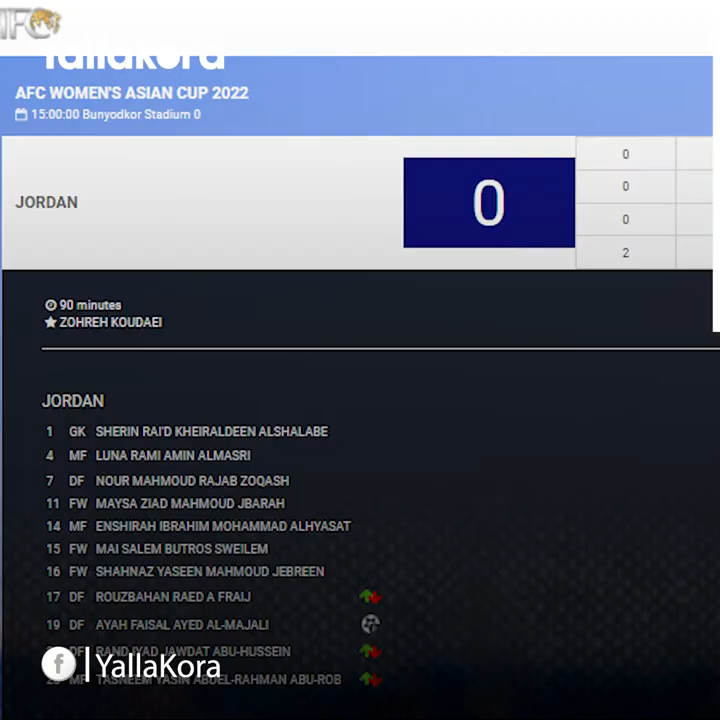 AFC
YallaKora
AFC WOMEN'S ASIAN CUP 2022
15:00:00 Bunyodkor Stadium 0
JORDAN
0
0
0
0
2
90 minutes
ZOHREH KOUDAEI
JORDAN
1 GK SHERIN RAI'D KHEIRALDEEN ALSHALABE
4 MF LUNA RAMI AMIN ALMASRI
7 DF NOUR MAHMOUD RAJAB ZOQASH
11 FW MAYSA ZIAD MAHMOUD JBARAH
14 MF ENSHIRAH IBRAHIM MOHAMMAD ALHYASAT
15 FW MAI SALEM BUTROS SWEILEM
16 FW SHAHNAZ YASEEN MAHMOUD JEBREEN
17 DF ROUZBAHAN RAED A FRAIJ
19 DF AYAH FAISAL AYED AL-MAJALI
DF RAND IYAD JAWDAT ABU-HUSSEIN
f | YallaKora
MF TASNEEM YASIN ABDEL-RAHMAN ABU-ROB